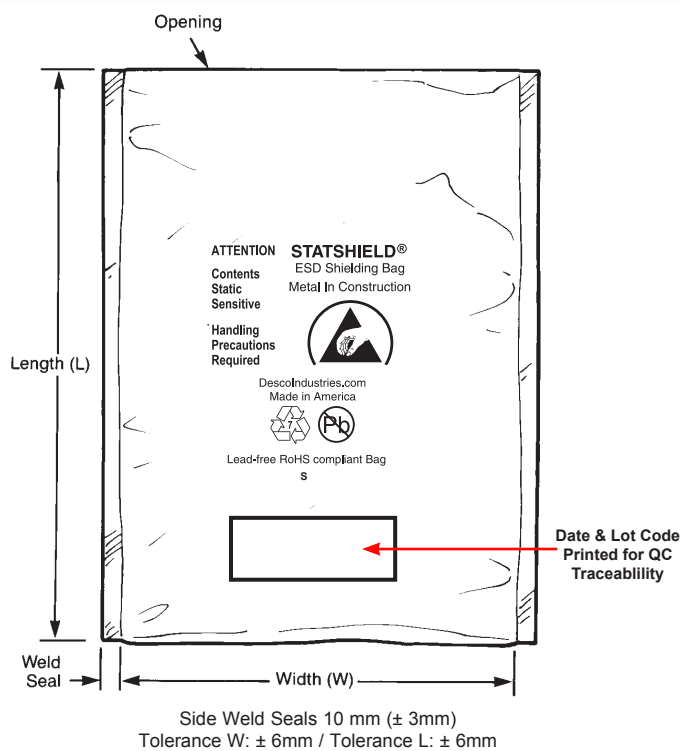 Opening
ATTENTION
Contents
Static
Sensitive
Handling
Precautions
Required
STATSHIELD®
ESD Shielding Bag
Metal In Construction
DescoIndustries.com
Made in America
7
Pb
Lead-free RoHS compliant Bag
S
Length (L)
Date & Lot Code
Printed for QC
Traceablility
Weld
Seal
Width (W)
Side Weld Seals 10 mm (± 3mm)
Tolerance W: ± 6mm / Tolerance L: ± 6mm